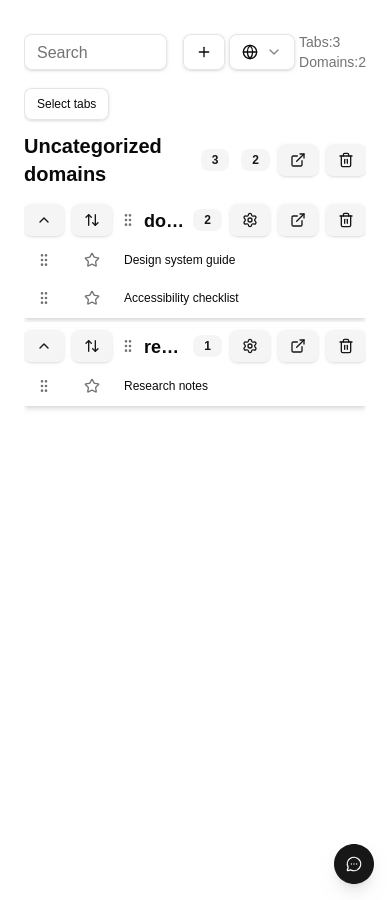 Search
Tabs:3
Domains:2
Select tabs
Uncategorized
domains
3
2
do...
2
Design system guide
Accessibility checklist
re...
1
Research notes